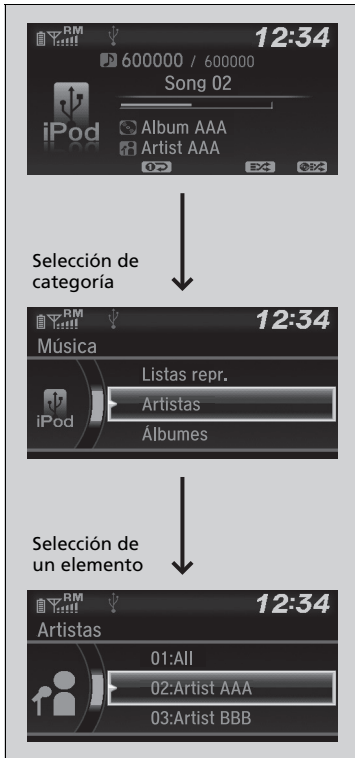 RM 12:34
600000 / 600000
Song 02
iPod
Album AAA
Artist AAA
Selección de
categoría
RM 12:34
Música
Listas repr.
iPod
Artistas
Álbumes
Selección de
un elemento
RM 12:34
Artistas
01:All
02:Artist AAA
03:Artist BBB